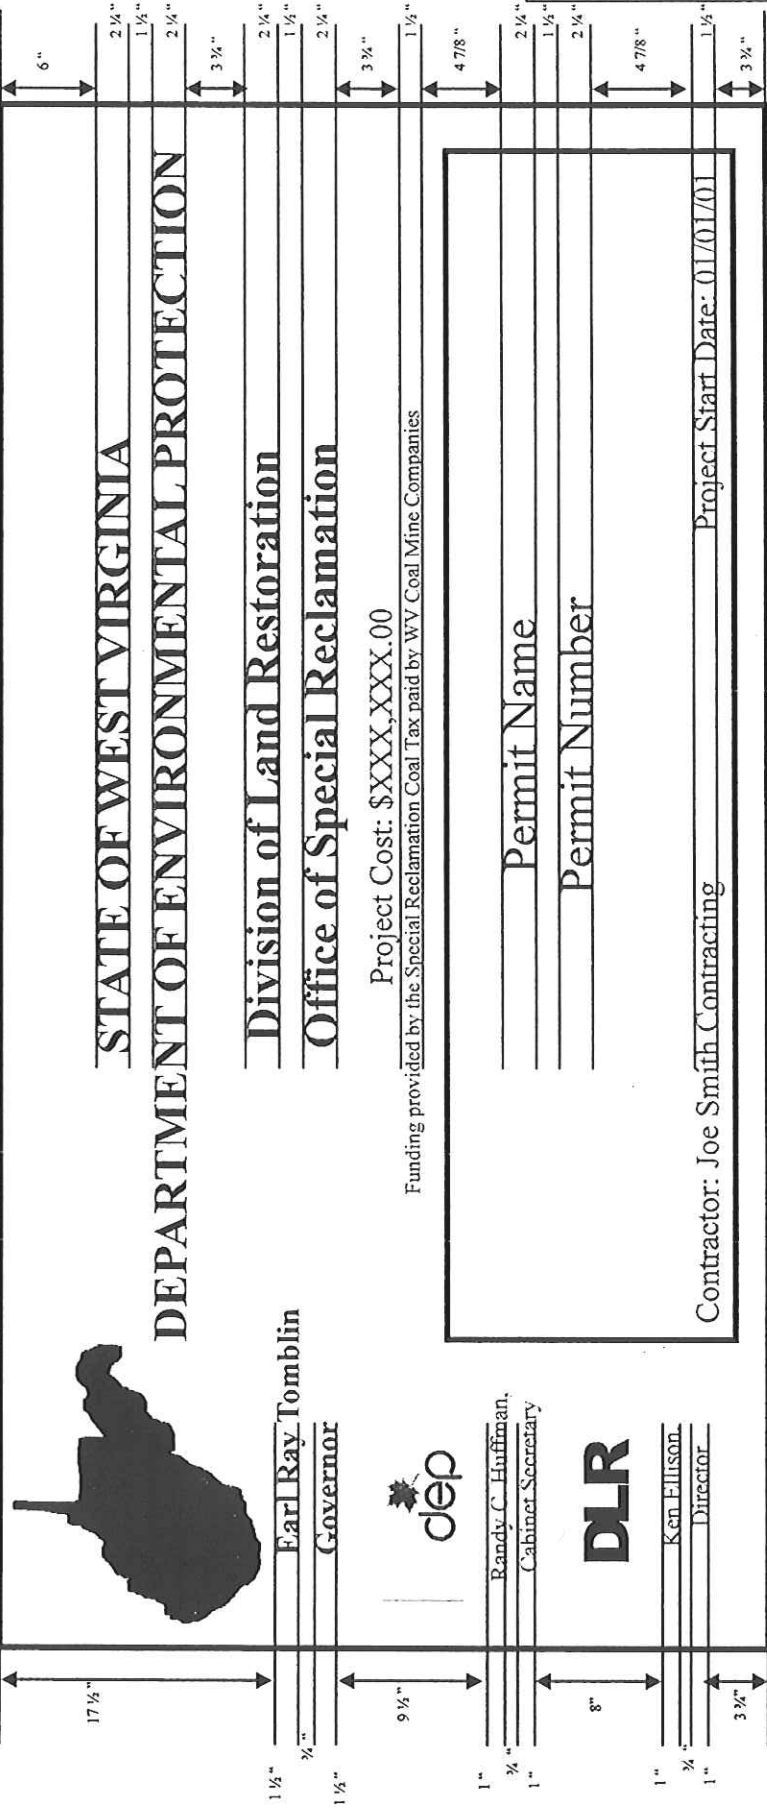 17 ½"
1 ½"
¾"
1 ½"
9 ½"
1"
¾"
1"
8"
1"
¾"
1"
3 ¾"
Earl Ray Tomblin
Governor
dep
Randy C. Huffman,
Cabinet Secretary
DLR
Ken Ellison
Director
STATE OF WEST VIRGINIA
DEPARTMENT OF ENVIRONMENTAL PROTECTION
Division of Land Restoration
Office of Special Reclamation
Project Cost: $XXX,XXX.00
Funding provided by the Special Reclamation Coal Tax paid by WV Coal Mine Companies
Permit Name
Permit Number
Contractor: Joe Smith Contracting Project Start Date: 01/01/01
6"
2 ¼"
1 ½"
2 ¼"
3 ¾"
2 ¼"
1 ½"
2 ¼"
3 ¾"
1 ½"
4 7/8"
2 ¼"
1 ½"
2 ¼"
4 7/8"
1 ½"
3 ¾"